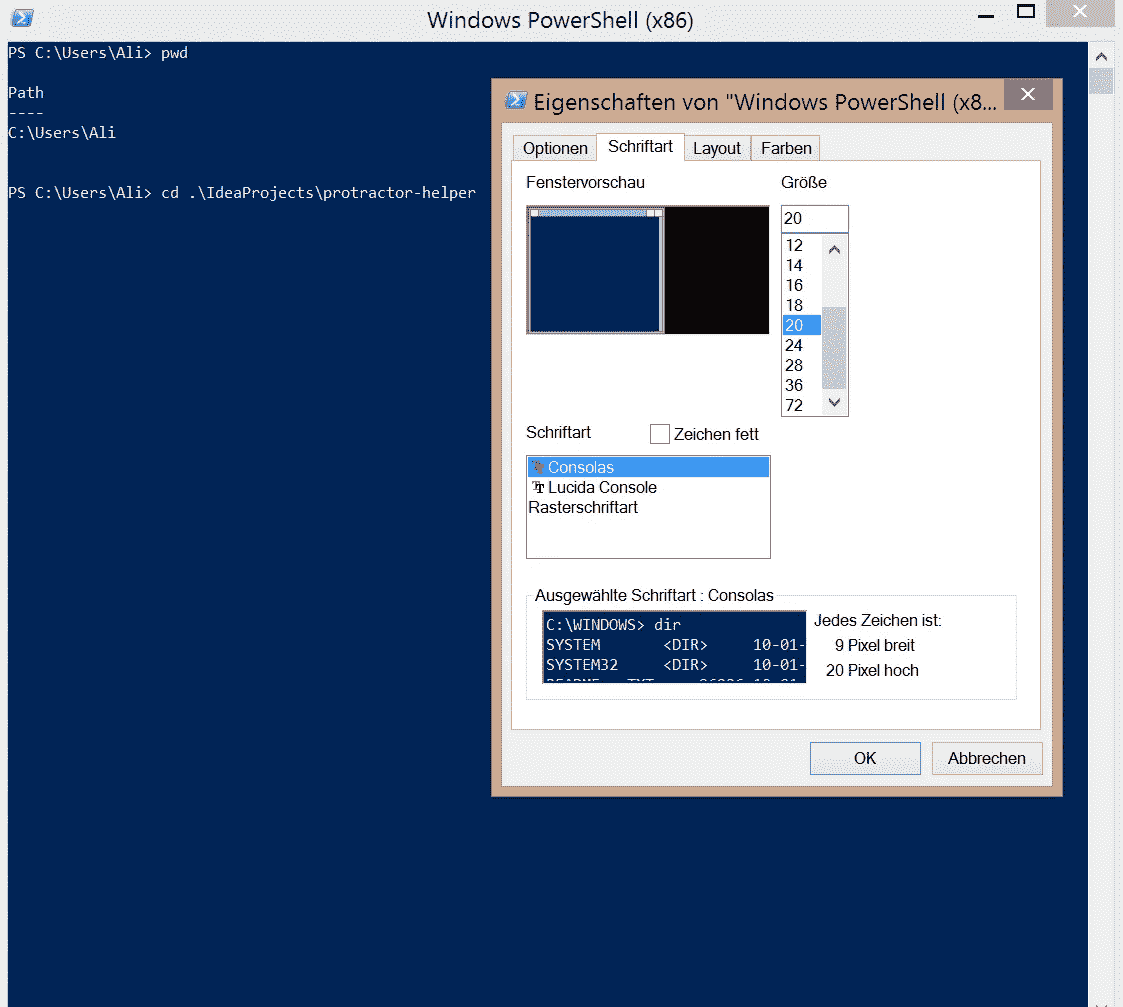 Windows PowerShell (x86)
PS C:\Users\Ali> pwd
Path
----
C:\Users\Ali
PS C:\Users\Ali> cd .\IdeaProjects\protractor-helper
Eigenschaften von "Windows PowerShell (x8...
Optionen Schriftart Layout Farben
Fenstervorschau
Größe
20
12
14
16
18
20
24
28
36
72
Schriftart
Zeichen fett
Consolas
Lucida Console
Rasterschriftart
Ausgewählte Schriftart : Consolas
C:\WINDOWS> dir
SYSTEM <DIR> 10-01-
SYSTEM32 <DIR> 10-01-
Jedes Zeichen ist:
9 Pixel breit
20 Pixel hoch
OK
Abbrechen